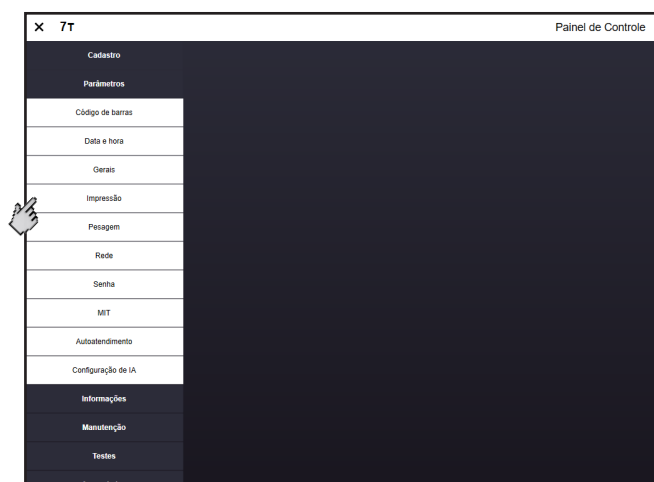 × 7T Painel de Controle
Cadastro
Parâmetros
Código de barras
Data e hora
Gerais
Impressão
Pesagem
Rede
Senha
MIT
Autoatendimento
Configuração de IA
Informações
Manutenção
Testes